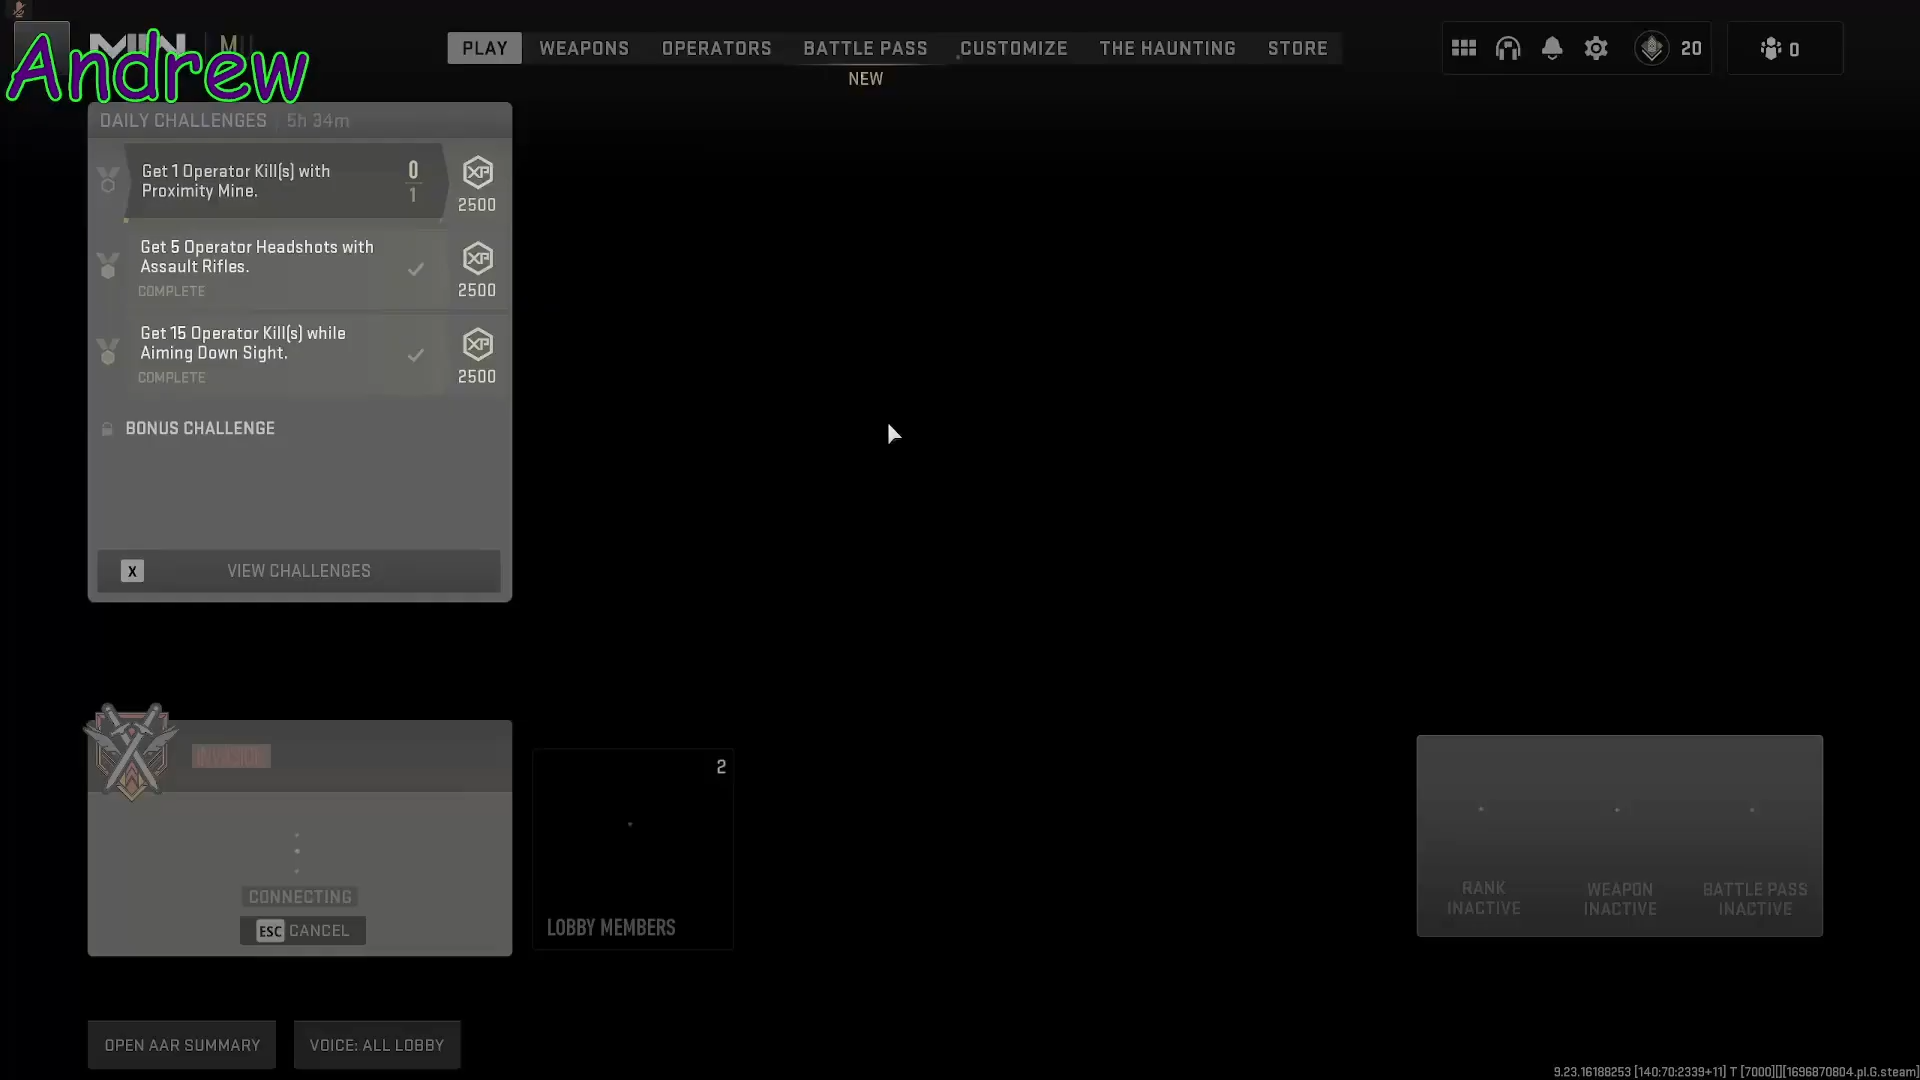 Andrew
PLAY
WEAPONS
OPERATORS
BATTLE PASS
CUSTOMIZE
THE HAUNTING
STORE
20
0
NEW
DAILY CHALLENGES
5h 34m
Get 1 Operator Kill(s) with
Proximity Mine.
0
1
2500
Get 5 Operator Headshots with
Assault Rifles.
COMPLETE
XP
2500
Get 15 Operator Kill(s) while
Aiming Down Sight.
COMPLETE
XP
2500
BONUS CHALLENGE
X VIEW CHALLENGES
INVASION
CONNECTING
ESC CANCEL
2
LOBBY MEMBERS
RANK
INACTIVE
WEAPON
INACTIVE
BATTLE PASS
INACTIVE
OPEN AAR SUMMARY
VOICE: ALL LOBBY
9.23.16188253 [140:70:2339+11] T [7000][][1696870804.pl.G.steam]